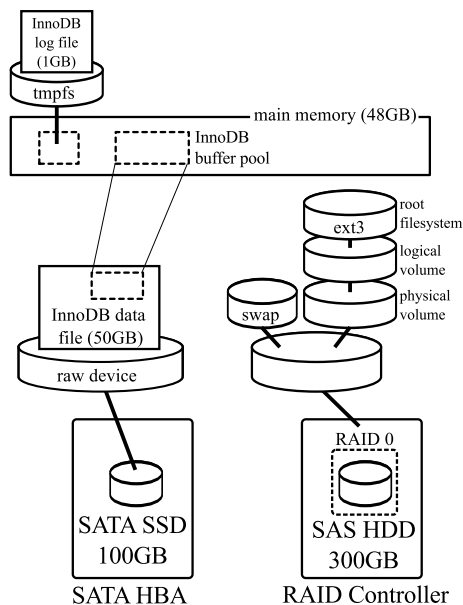 InnoDB
log file
(1GB)
tmpfs
main memory (48GB)
InnoDB
buffer pool
root
filesystem
ext3
logical
volume
physical
volume
swap
InnoDB data
file (50GB)
raw device
RAID 0
SATA SSD
100GB
SATA HBA
SAS HDD
300GB
RAID Controller